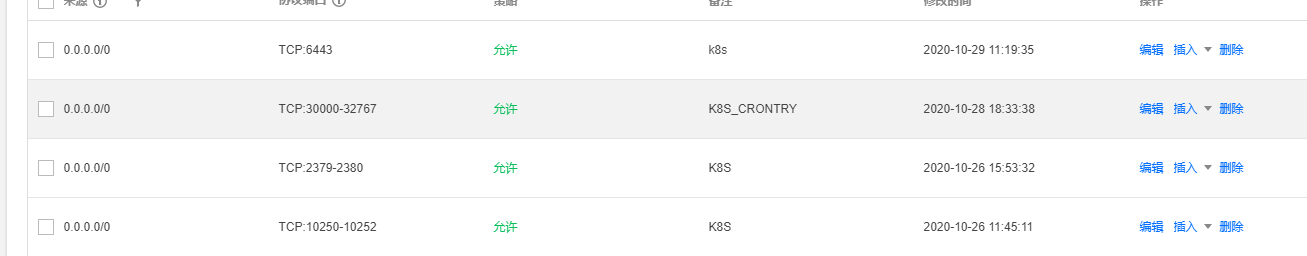 来源 协议端口 策略 备注 修改时间 操作
0.0.0.0/0 TCP:6443 允许 k8s 2020-10-29 11:19:35 编辑 插入 删除
0.0.0.0/0 TCP:30000-32767 允许 K8S_CRONTRY 2020-10-28 18:33:38 编辑 插入 删除
0.0.0.0/0 TCP:2379-2380 允许 K8S 2020-10-26 15:53:32 编辑 插入 删除
0.0.0.0/0 TCP:10250-10252 允许 K8S 2020-10-26 11:45:11 编辑 插入 删除